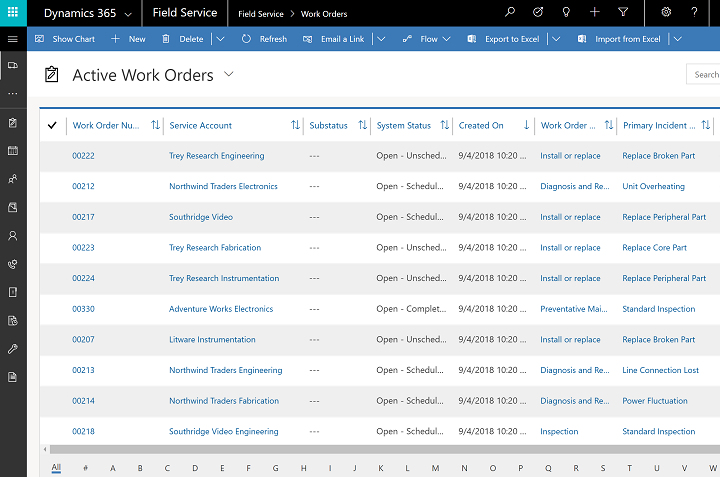 Dynamics 365 Field Service Field Service > Work Orders ?
Show Chart + New Delete Refresh Email a Link Flow Export to Excel Import from Excel
Active Work Orders Search
Work Order Nu... Service Account Substatus System Status Created On Work Order ... Primary Incident ...
00222 Trey Research Engineering --- Open - Unsched... 9/4/2018 10:20 ... Install or replace Replace Broken Part
00212 Northwind Traders Electronics --- Open - Schedul... 9/4/2018 10:20 ... Diagnosis and Re... Unit Overheating
00217 Southridge Video --- Open - Schedul... 9/4/2018 10:20 ... Install or replace Replace Peripheral Part
00223 Trey Research Fabrication --- Open - Unsched... 9/4/2018 10:20 ... Install or replace Replace Core Part
00224 Trey Research Instrumentation --- Open - Unsched... 9/4/2018 10:20 ... Install or replace Replace Peripheral Part
00330 Adventure Works Electronics --- Open - Complet... 9/4/2018 10:20 ... Preventative Mai... Standard Inspection
00207 Litware Instrumentation --- Open - Unsched... 9/4/2018 10:20 ... Install or replace Replace Broken Part
00213 Northwind Traders Engineering --- Open - Schedul... 9/4/2018 10:20 ... Diagnosis and Re... Line Connection Lost
00214 Northwind Traders Fabrication --- Open - Schedul... 9/4/2018 10:20 ... Diagnosis and Re... Power Fluctuation
00218 Southridge Video Engineering --- Open - Schedul... 9/4/2018 10:20 ... Inspection Standard Inspection
All # A B C D E F G H I J K L M N O P Q R S T U V W